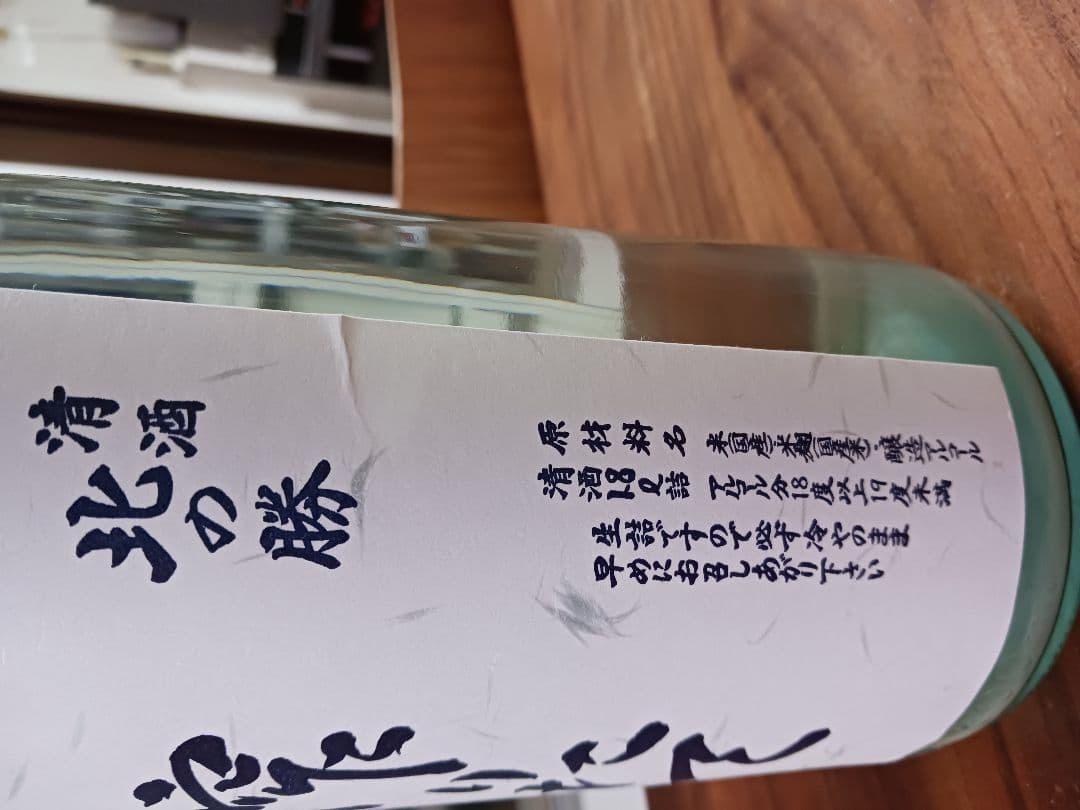 清酒
北の勝
原材料名 米(国産)・米麹(国産米)・醸造アルコール
清酒1.8ℓ詰 アルコール分18度以上19度未満
生詰ですので必ず冷やのまま
早めにお召しあがり下さい